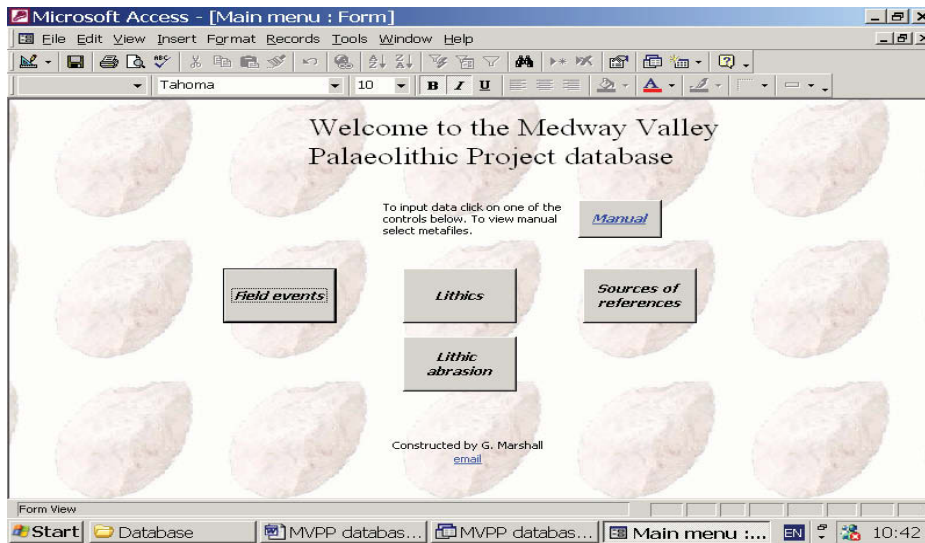 Microsoft Access - [Main menu : Form]
File Edit View Insert Format Records Tools Window Help
Tahoma 10 B I U
Welcome to the Medway Valley
Palaeolithic Project database
To input data click on one of the
controls below. To view manual
select metafiles.
Manual
Field events
Lithics
Sources of
references
Lithic
abrasion
Constructed by G. Marshall
email
Form View
Start Database MVPP databas... MVPP databas... Main menu :... EN 10:42